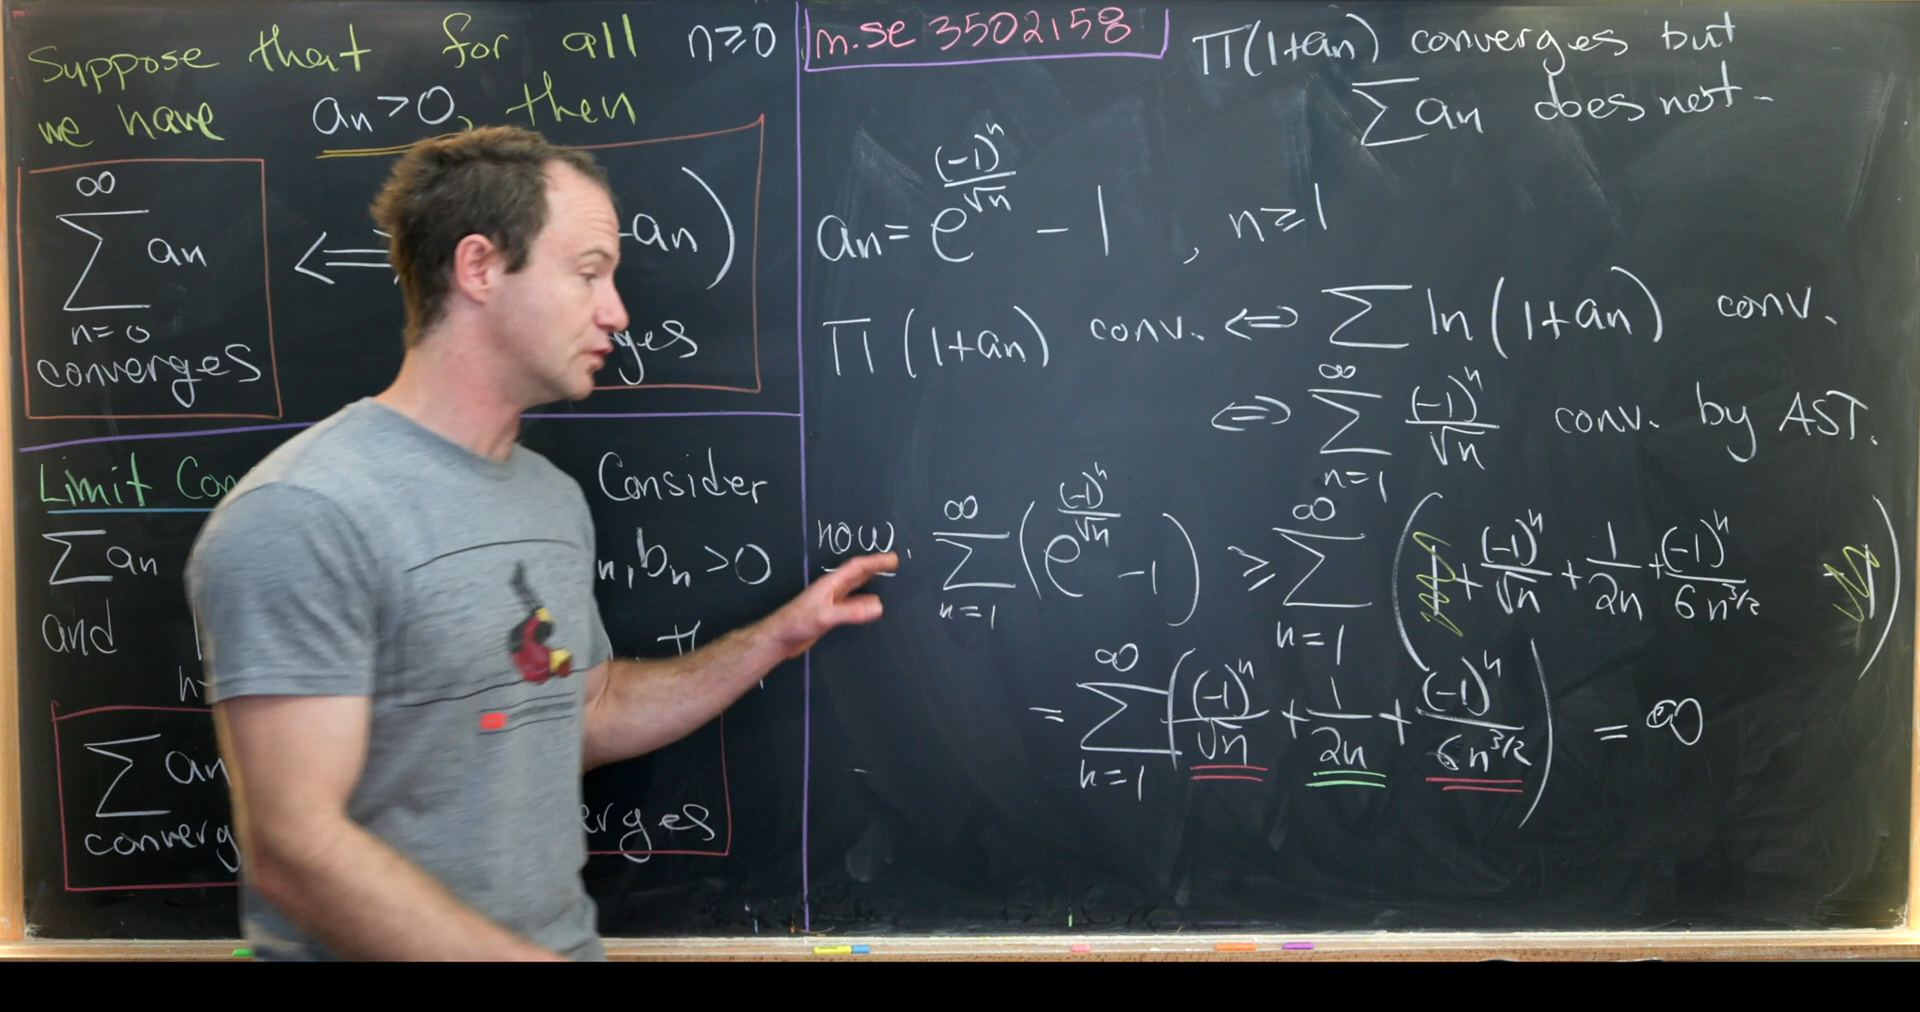 Suppose that for all n≥0
we have an>0, then
∞
∑ an ⟺ -an)
n=0
converges ges
Limit Con Consider
∑an n,bn>0
and
∑ an
converg erges
m.se 3502158
∏(1+an) converges but
∑an does not.
an = e^((-1)^n/√n) - 1 , n≥1
∏(1+an) conv. ⟺ ∑ ln(1+an) conv.
⟺ ∑_{n=1}^∞ (-1)^n/√n conv. by AST.
now. ∑_{n=1}^∞ (e^((-1)^n/√n) -1) ≥ ∑_{n=1}^∞ (1+ (-1)^n/√n + 1/2n + (-1)^n/6n^(3/2) -1)
= ∑_{n=1}^∞ ((-1)^n/√n + 1/2n + (-1)^n/6n^(3/2)) = ∞